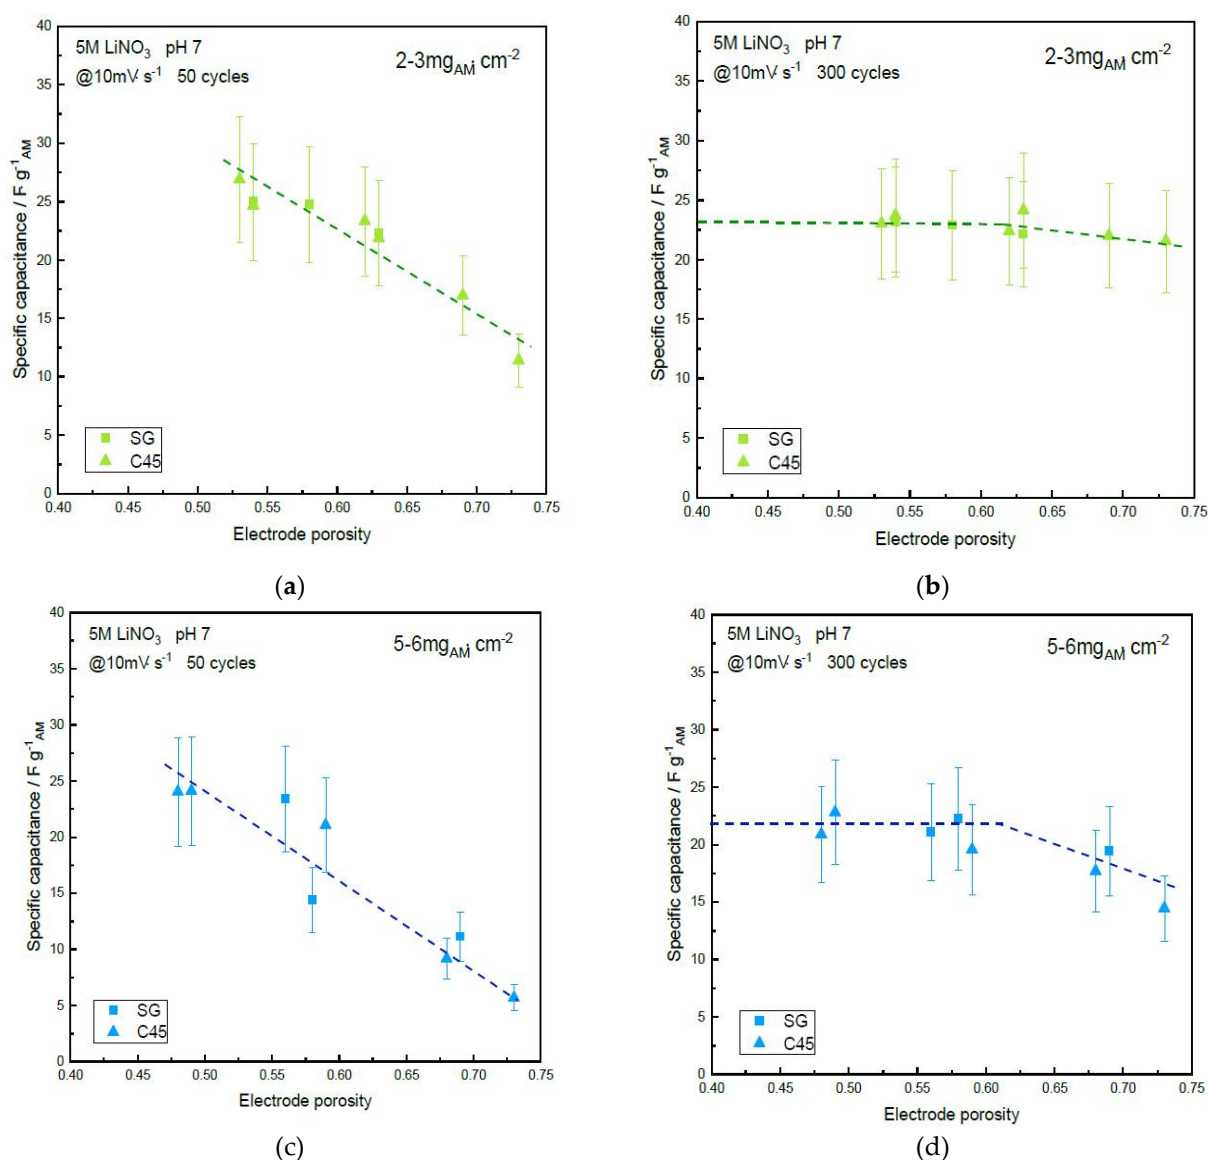 5M LiNO3 pH 7
@10mV· s-1 50 cycles
2-3mgAM· cm-2
Specific capacitance / F g-1AM
40
35
30
25
20
15
10
5
0
SG
C45
0.40 0.45 0.50 0.55 0.60 0.65 0.70 0.75
Electrode porosity
(a)
5M LiNO3 pH 7
@10mV· s-1 300 cycles
2-3mgAM· cm-2
Specific capacitance / F g-1AM
40
35
30
25
20
15
10
5
0
SG
C45
0.40 0.45 0.50 0.55 0.60 0.65 0.70 0.75
Electrode porosity
(b)
5M LiNO3 pH 7
@10mV· s-1 50 cycles
5-6mgAM· cm-2
Specific capacitance / F g-1AM
40
35
30
25
20
15
10
5
0
SG
C45
0.40 0.45 0.50 0.55 0.60 0.65 0.70 0.75
Electrode porosity
(c)
5M LiNO3 pH 7
@10mV· s-1 300 cycles
5-6mgAM· cm-2
Specific capacitance / F g-1AM
40
35
30
25
20
15
10
5
0
SG
C45
0.40 0.45 0.50 0.55 0.60 0.65 0.70 0.75
Electrode porosity
(d)